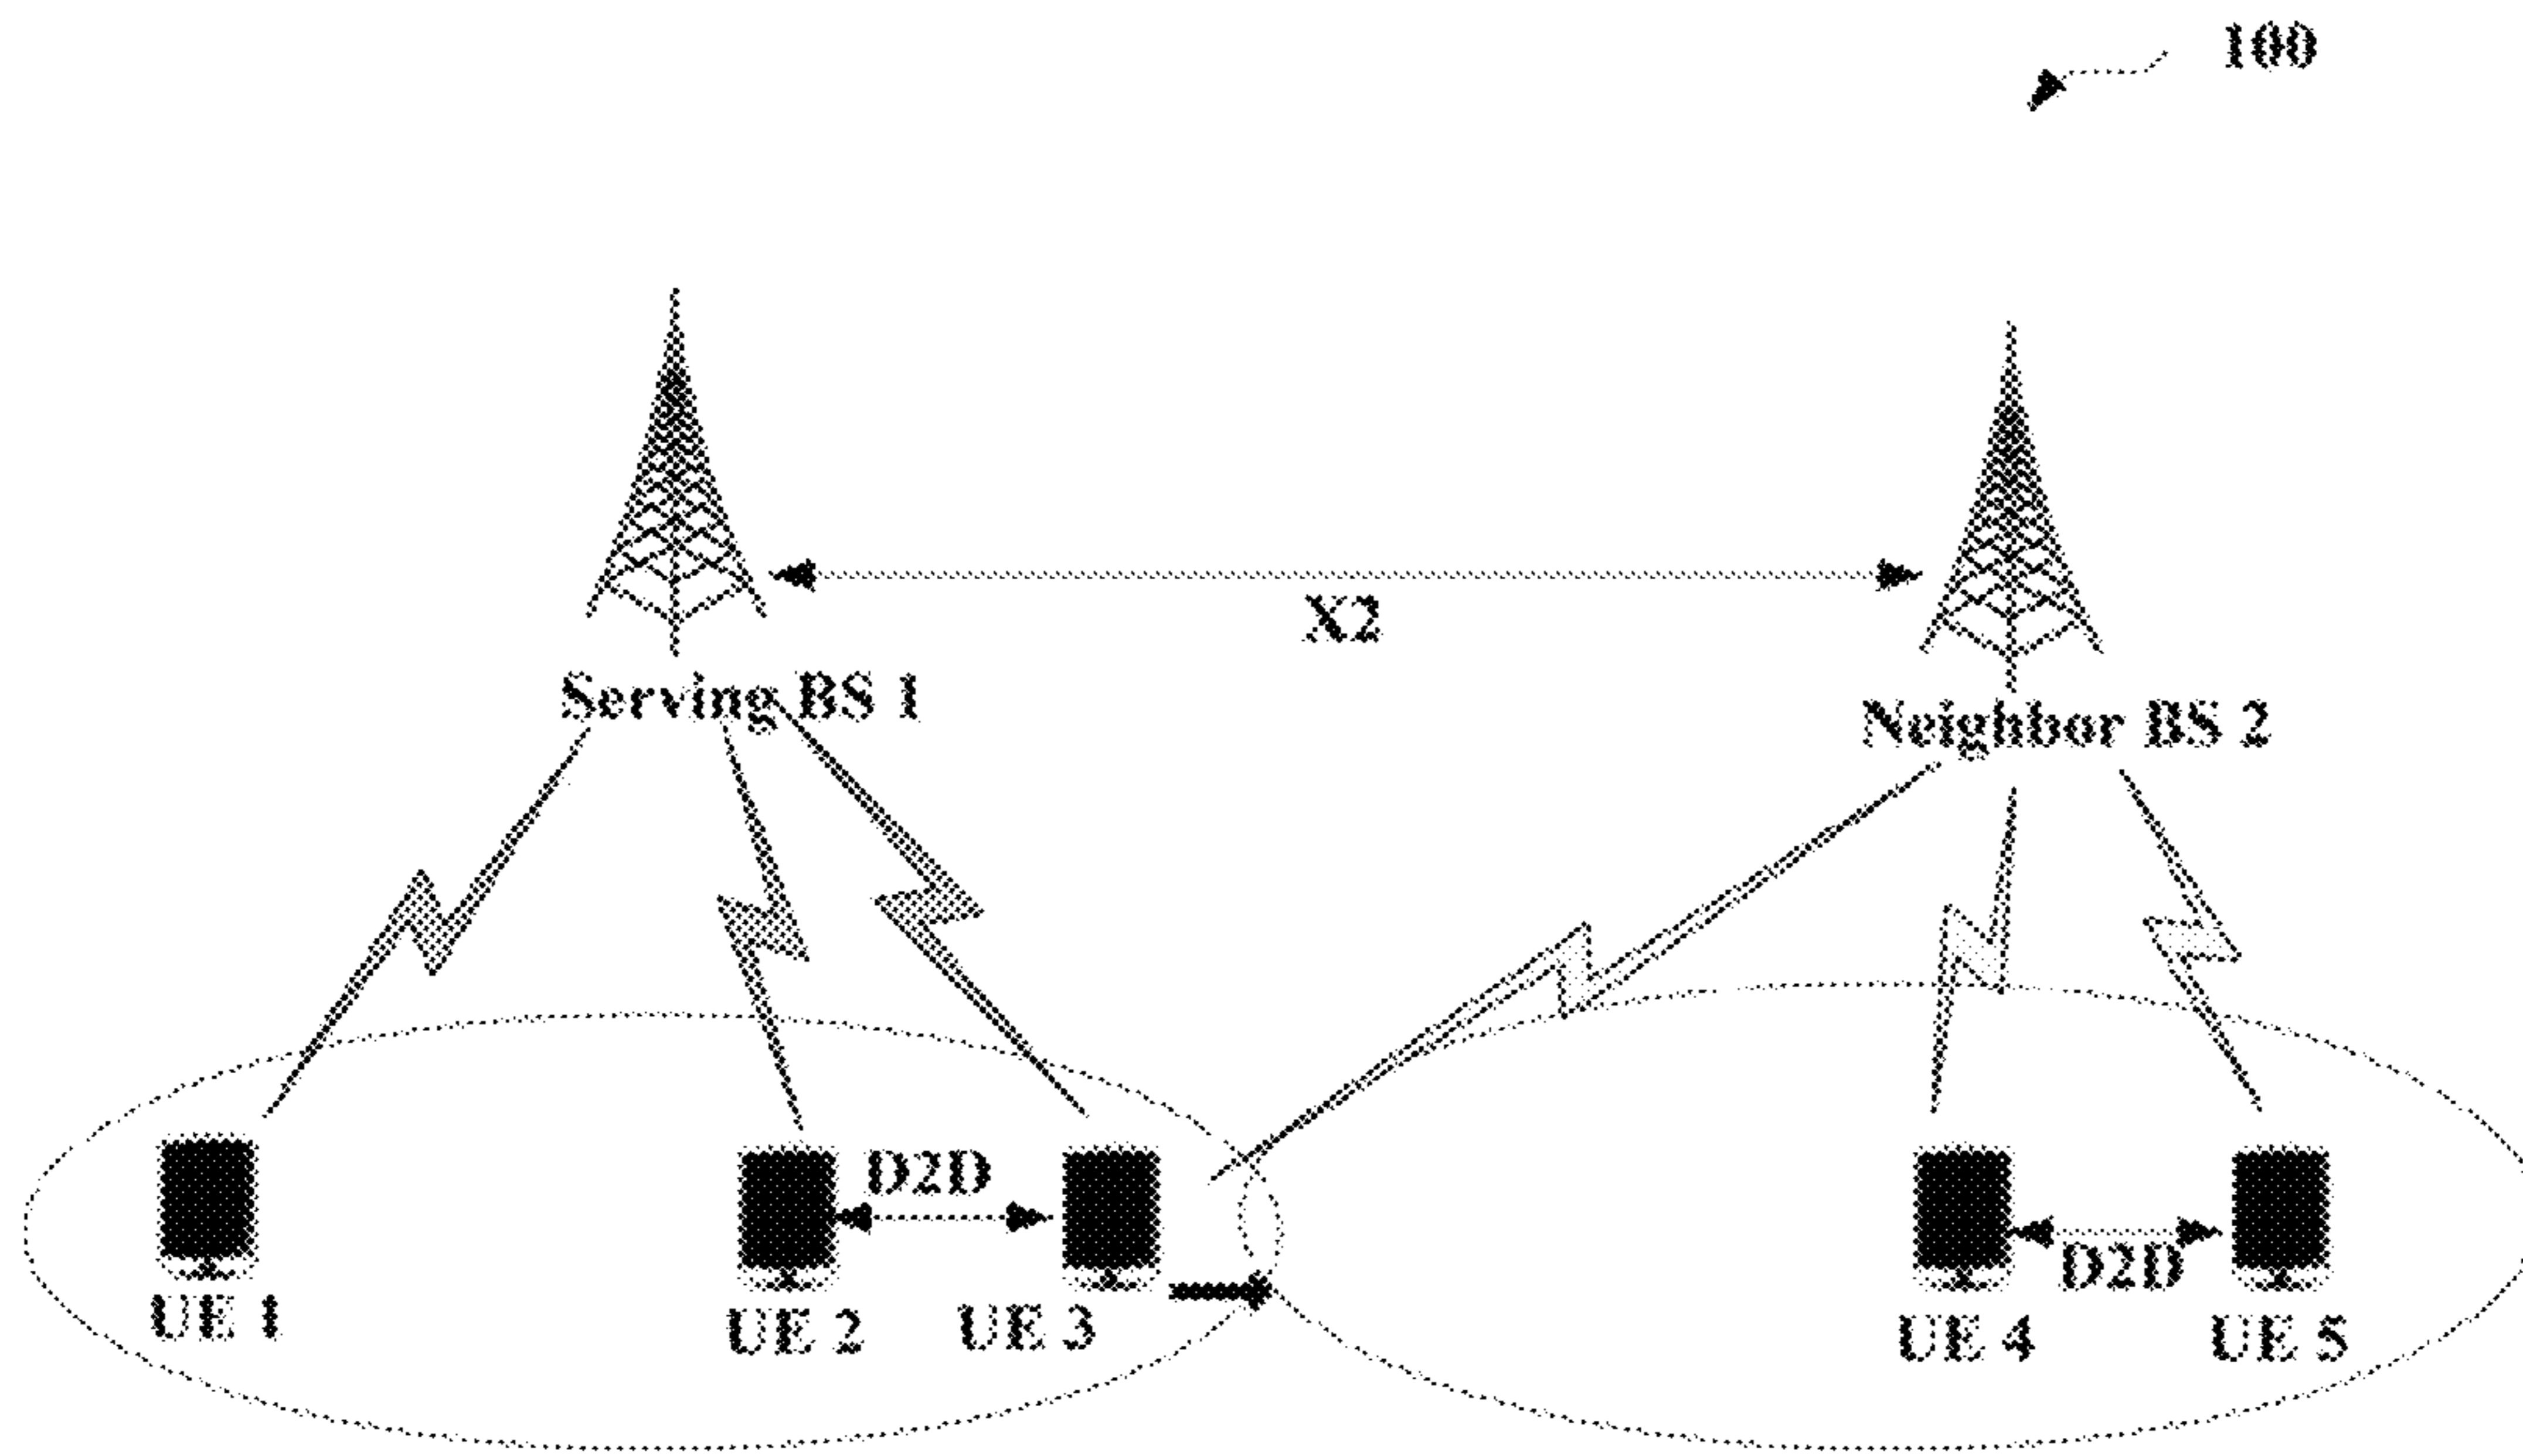 100
X2
Serving BS 1
Neighbor BS 2
D2D
D2D
UE 1
UE 2
UE 3
UE 4
UE 5